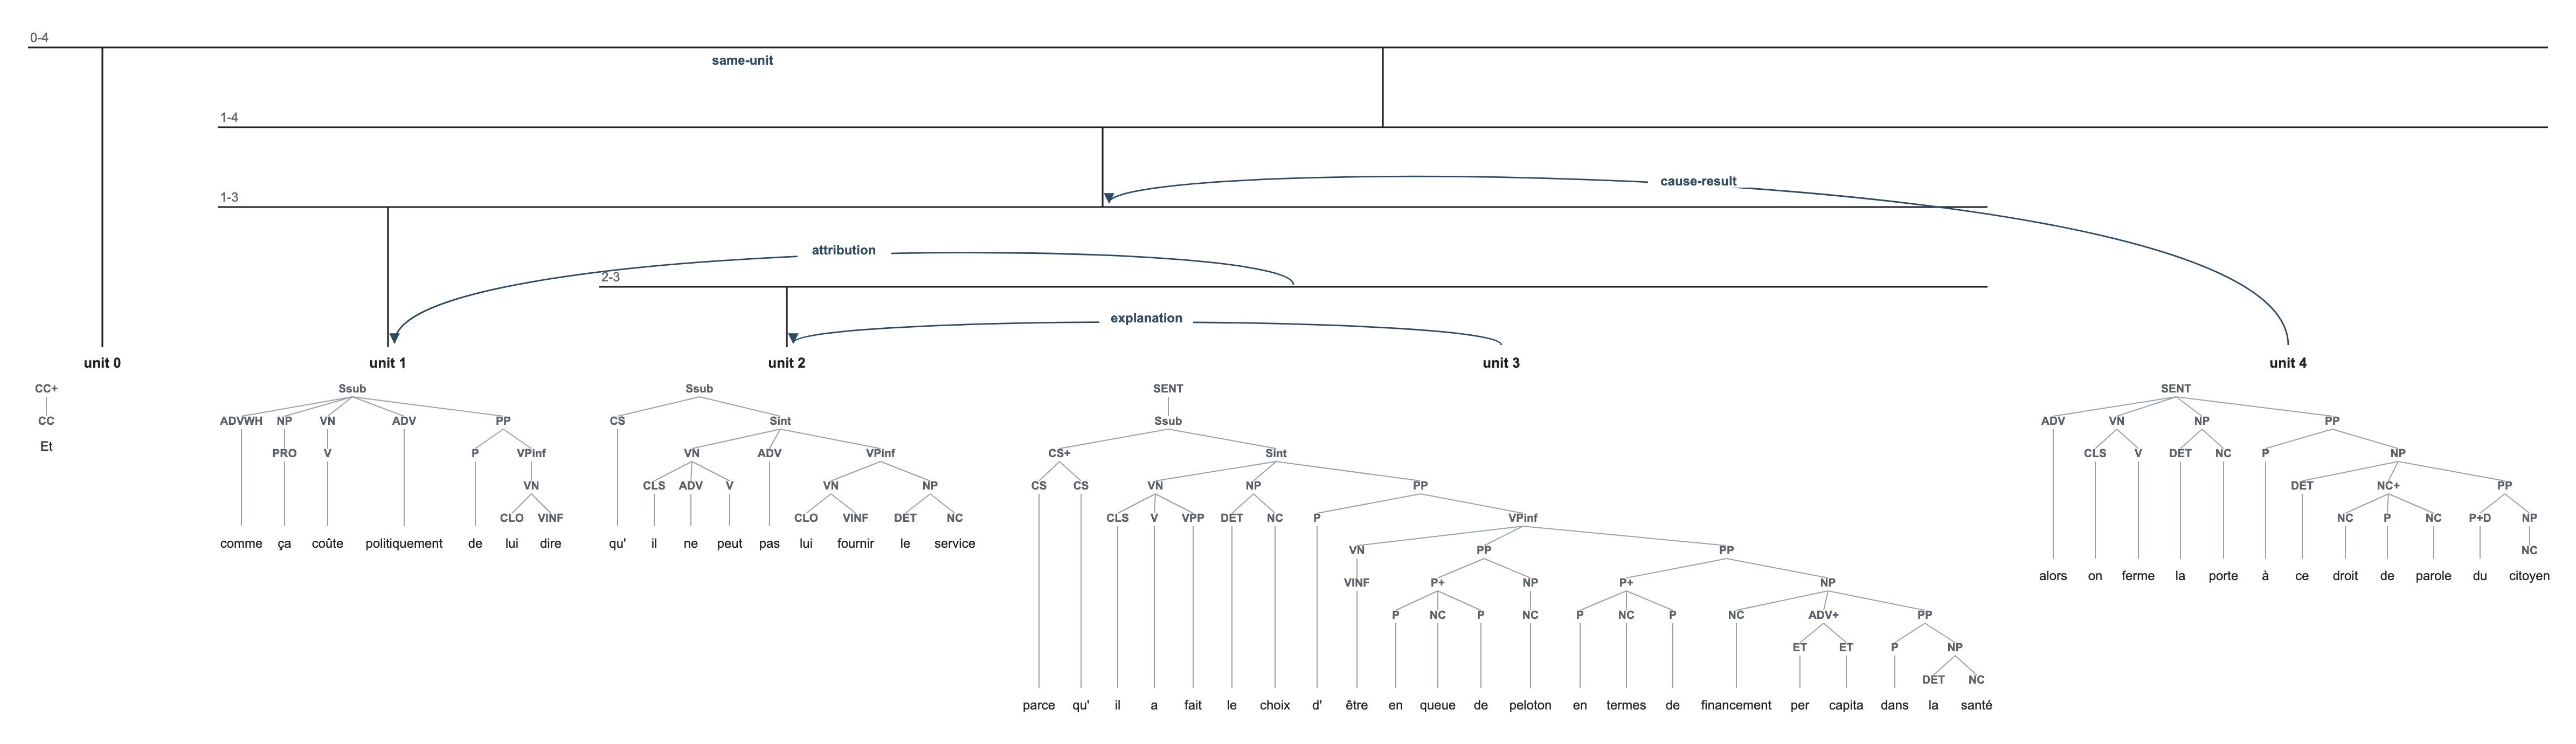 0-4
same-unit
1-4
cause-result
1-3
attribution
2-3
explanation
unit 0 unit 1 unit 2 unit 3 unit 4
CC+ Ssub Ssub SENT SENT
CC ADVWH NP VN ADV PP CS Sint Ssub ADV VN NP PP
Et
PRO V P VPinf VN ADV VPinf CS+ Sint CLS V DET NC P NP
VN CLS ADV V VN NP CS CS VN NP PP DET NC+ PP
CLO VINF CLO VINF DET NC CLS V VPP DET NC P VPinf NC P NC P+D NP
comme ça coûte politiquement de lui dire qu' il ne peut pas lui fournir le service
VN PP PP NC
alors on ferme la porte à ce droit de parole du citoyen
VINF P+ NP P+ NP
P NC P NC P NC P NC ADV+ PP
ET ET P NP
DET NC
parce qu' il a fait le choix d' être en queue de peloton en termes de financement per capita dans la santé